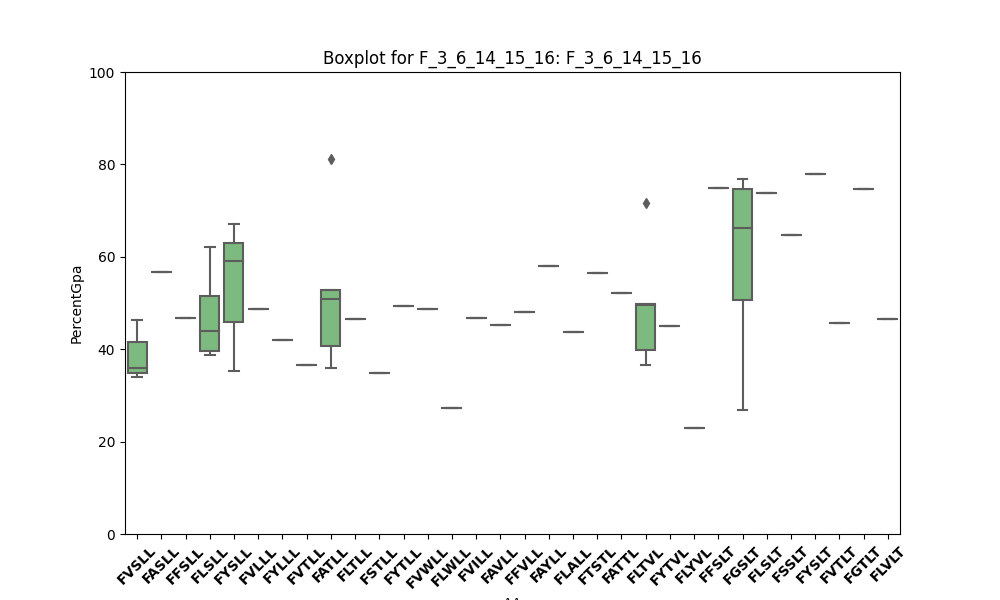 Boxplot for F_3_6_14_15_16: F_3_6_14_15_16
100
80
60
40
20
0
PercentGpa
FVSLL
FASLL
FFSLL
FLSLL
FYSLL
FVLLL
FYLLL
FVTLL
FATLL
FLTLL
FSTLL
FYTLL
FVWLL
FLWLL
FVILL
FAVLL
FFVLL
FAYLL
FLALL
FTSTL
FATTL
FLTVL
FYTVL
FLYVL
FFSLT
FGSLT
FLSLT
FSSLT
FYSLT
FVTLT
FGTLT
FLVLT